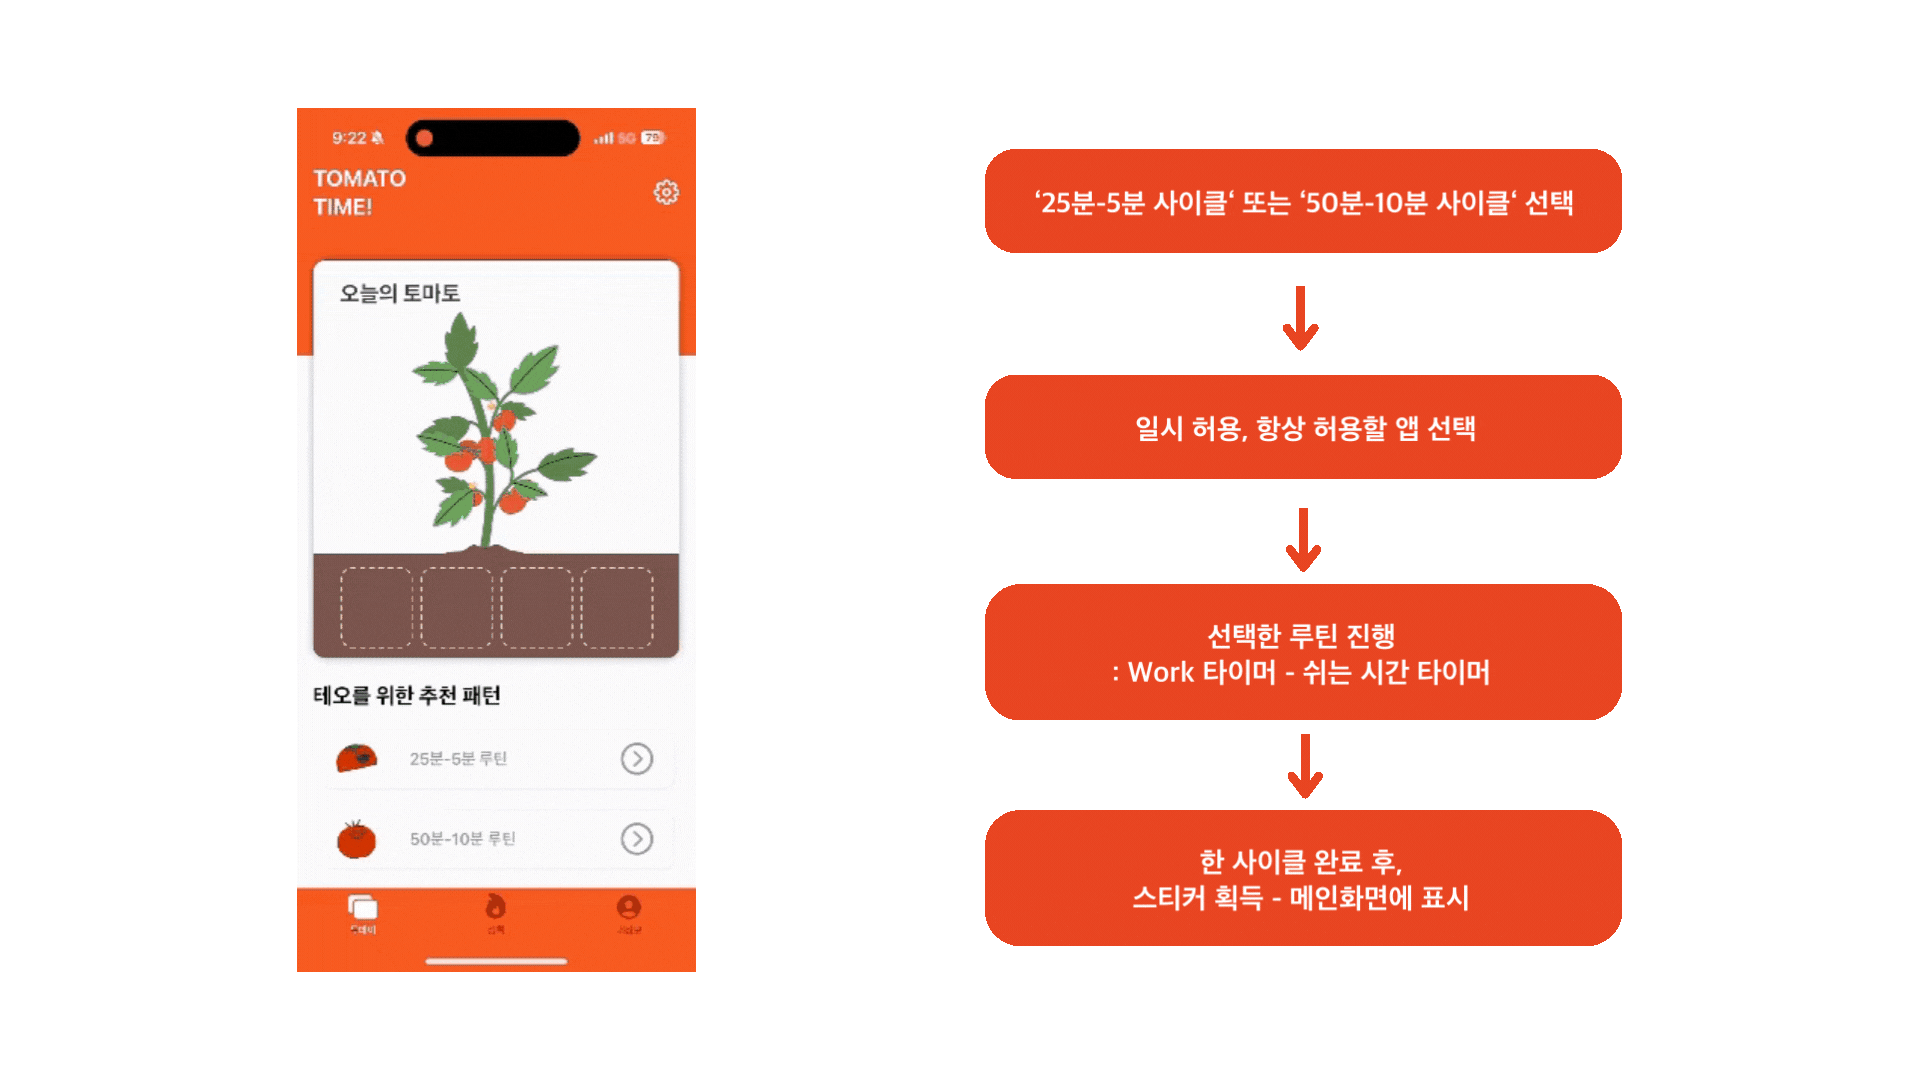 9:22
5G 79
TOMATO
TIME!
오늘의 토마토
테오를 위한 추천 패턴
25분-5분 루틴
50분-10분 루틴
투데이
‘25분-5분 사이클‘ 또는 ‘50분-10분 사이클‘ 선택
일시 허용, 항상 허용할 앱 선택
선택한 루틴 진행
: Work 타이머 - 쉬는 시간 타이머
한 사이클 완료 후,
스티커 획득 - 메인화면에 표시